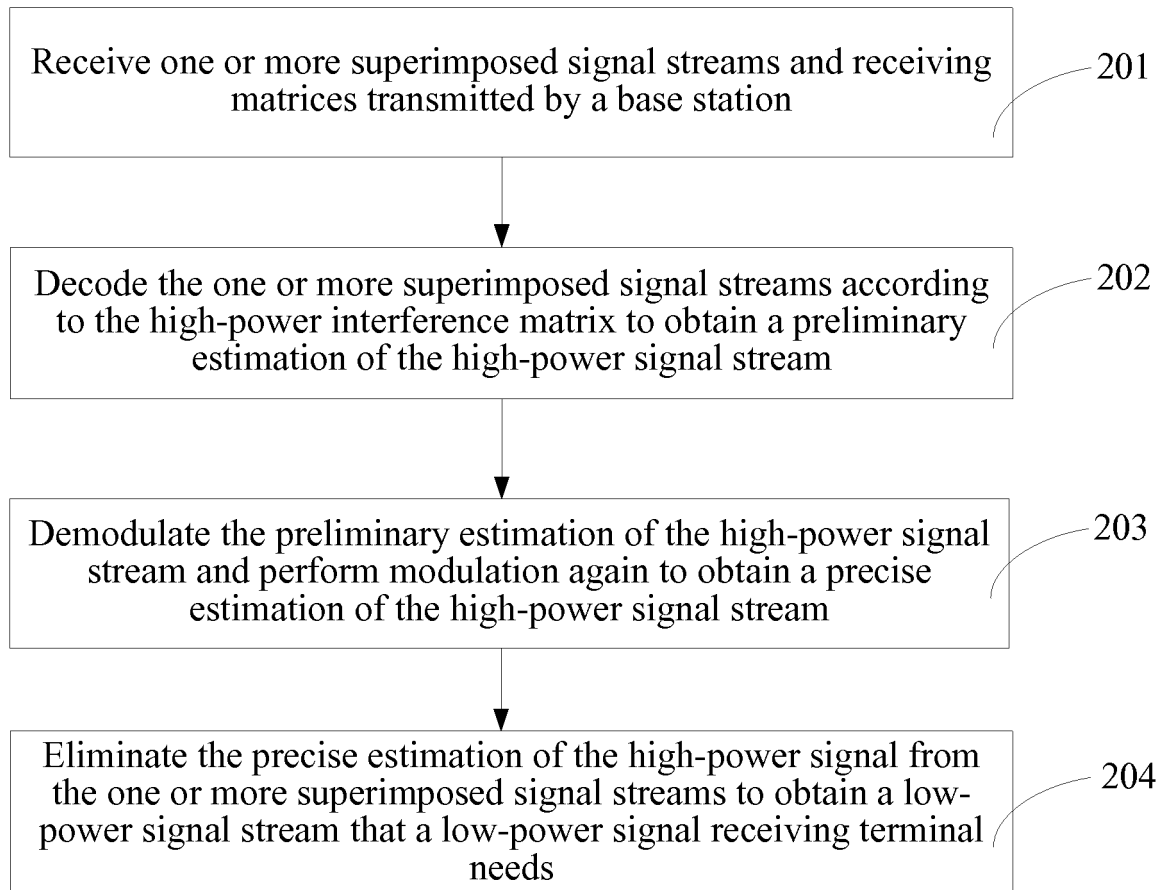 Receive one or more superimposed signal streams and receiving
matrices transmitted by a base station
201
Decode the one or more superimposed signal streams according
to the high-power interference matrix to obtain a preliminary
estimation of the high-power signal stream
202
Demodulate the preliminary estimation of the high-power signal
stream and perform modulation again to obtain a precise
estimation of the high-power signal stream
203
Eliminate the precise estimation of the high-power signal from
the one or more superimposed signal streams to obtain a low-
power signal stream that a low-power signal receiving terminal
needs
204